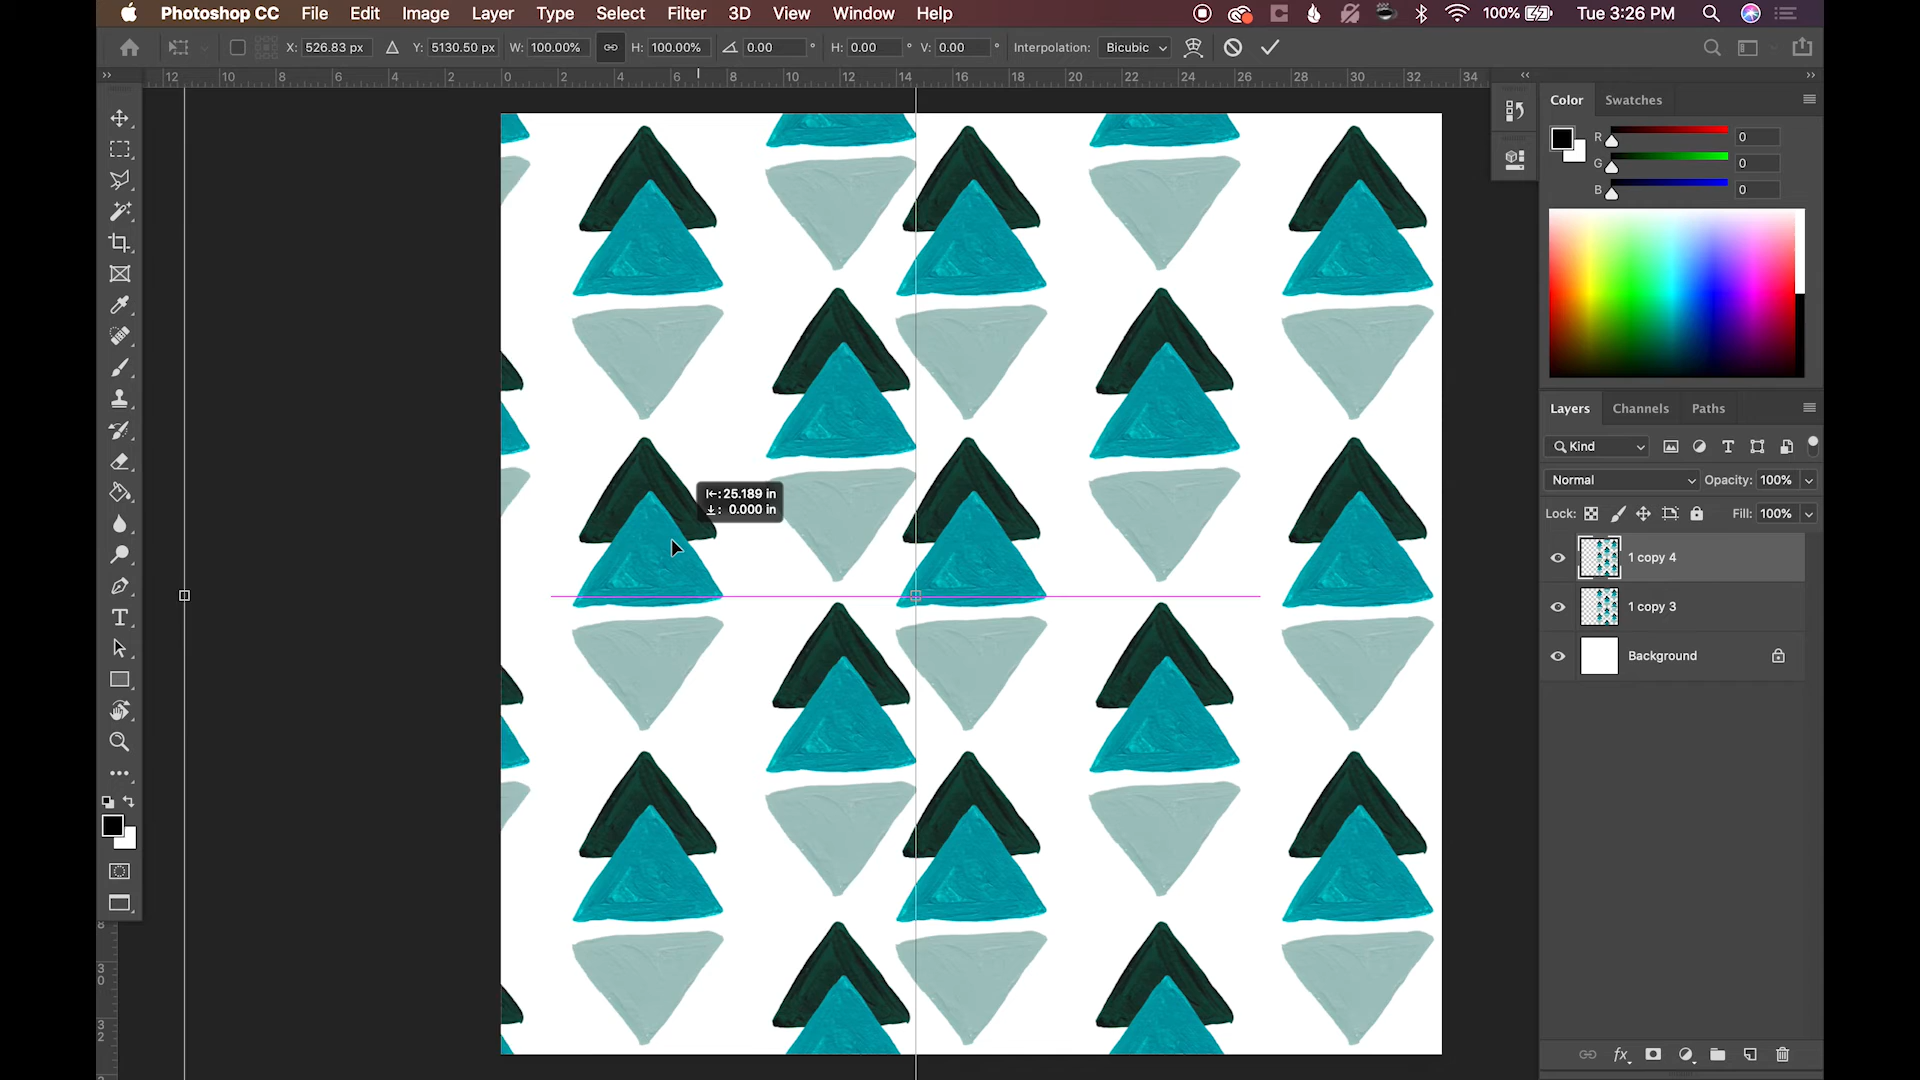 Photoshop CC File Edit Image Layer Type Select Filter 3D View Window Help 100% Tue 3:26 PM
X: 526.83 px Y: 5130.50 px W: 100.00% H: 100.00% 0.00 ° H: 0.00 ° V: 0.00 ° Interpolation: Bicubic
12 10 8 6 4 2 0 2 4 6 8 10 12 14 16 18 20 22 24 26 28 30 32 34
Color Swatches
R 0
G 0
B 0
Layers Channels Paths
Kind
Normal Opacity: 100%
25.189 in
0.000 in
Lock: Fill: 100%
1 copy 4
1 copy 3
Background
8
30
32
fx